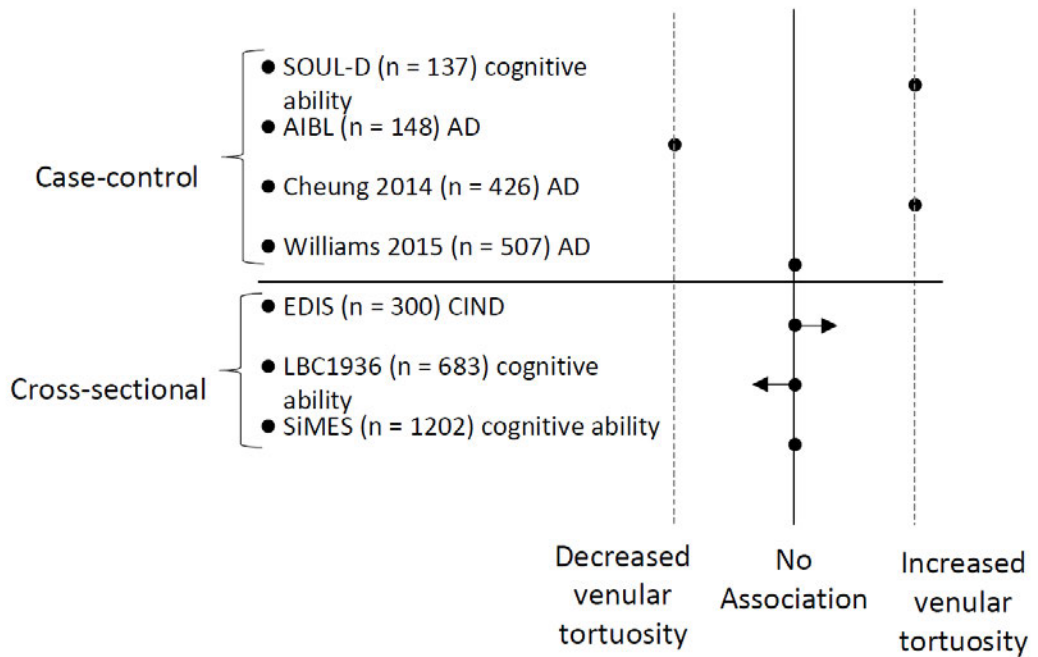 Case-control
● SOUL-D (n = 137) cognitive
ability
● AIBL (n = 148) AD
● Cheung 2014 (n = 426) AD
● Williams 2015 (n = 507) AD
Cross-sectional
● EDIS (n = 300) CIND
● LBC1936 (n = 683) cognitive
ability
● SiMES (n = 1202) cognitive ability
Decreased
venular
tortuosity
No
Association
Increased
venular
tortuosity